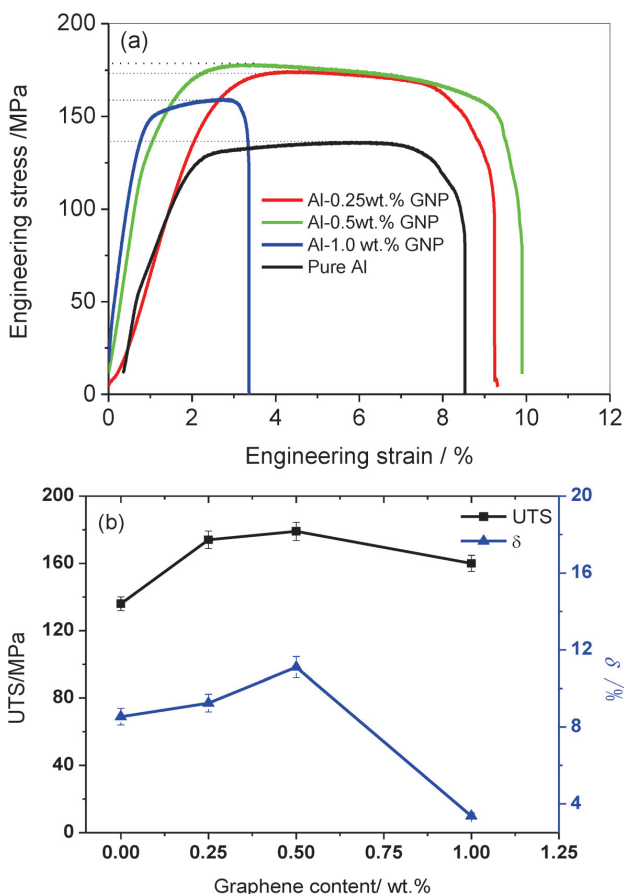 (a)
200
150
100
50
0
Engineering stress /MPa
Al-0.25wt.% GNP
Al-0.5wt.% GNP
Al-1.0 wt.% GNP
Pure Al
0 2 4 6 8 10 12
Engineering strain / %
(b)
200
160
120
80
40
0
UTS/MPa
UTS
δ
20
16
12
8
4
δ /%
0.00 0.25 0.50 0.75 1.00 1.25
Graphene content/ wt.%